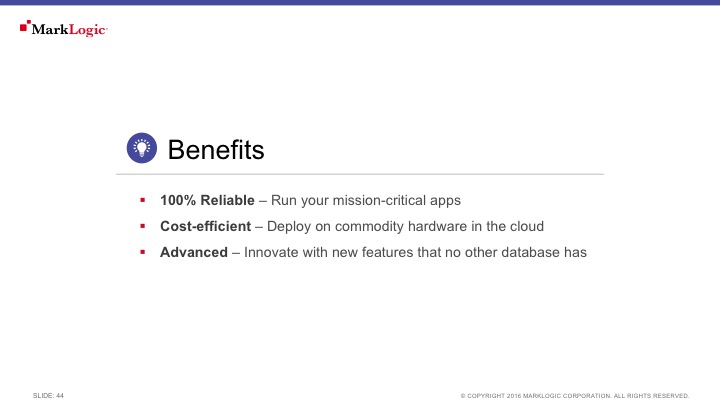 MarkLogic
Benefits
▪ 100% Reliable – Run your mission-critical apps
▪ Cost-efficient – Deploy on commodity hardware in the cloud
▪ Advanced – Innovate with new features that no other database has
SLIDE: 44
© COPYRIGHT 2016 MARKLOGIC CORPORATION. ALL RIGHTS RESERVED.